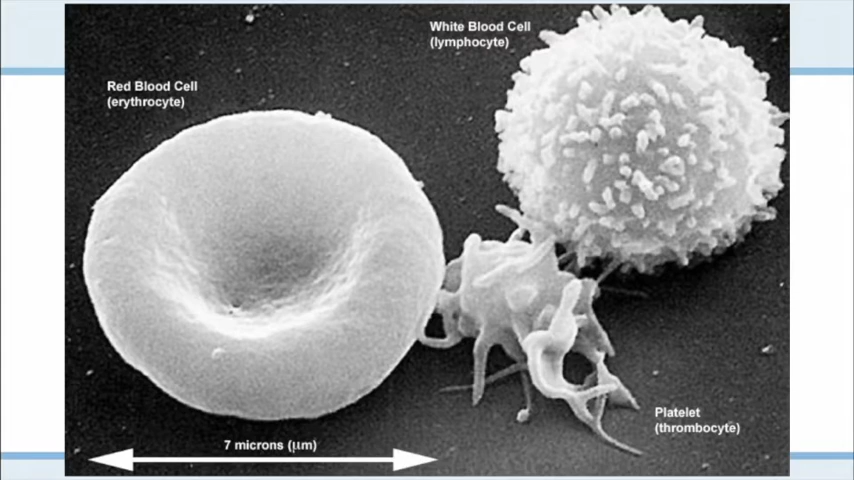 White Blood Cell
(lymphocyte)
Red Blood Cell
(erythrocyte)
Platelet
(thrombocyte)
7 microns (µm)